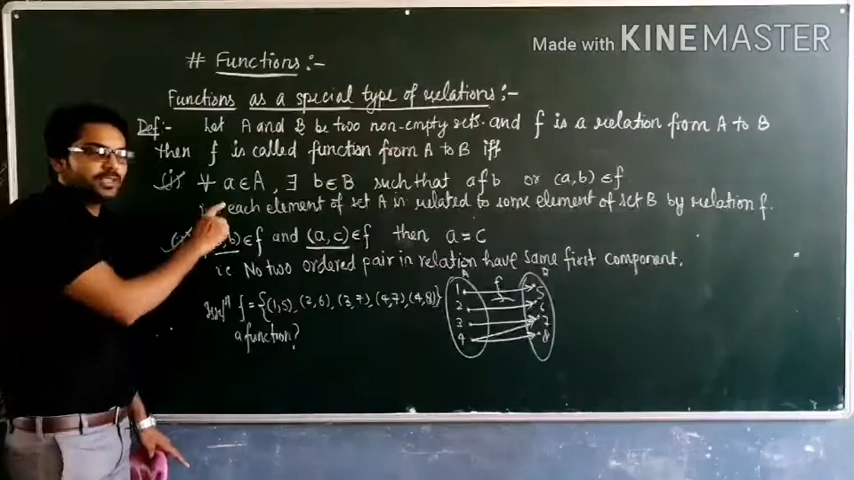 Made with KINEMASTER
# Functions :-
Functions as a special type of relations :-
Def :- Let A and B be two non-empty sets. and f is a relation from A to B
then f is called function from A to B iff
(i) ∀ a ∈ A , ∃ b ∈ B such that a f b or (a,b) ∈ f
each element of set A is related to some element of set B by relation f.
b) ∈ f and (a,c) ∈ f then a = c
ie No two ordered pair in relation have same first component.
f = {(1,5), (2,6), (3,7), (4,7), (4,8)}
a function?
A f B
1 5
2 6
3 7
4 8